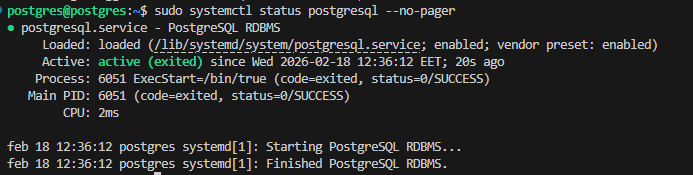 postgres@postgres:~$ sudo systemctl status postgresql --no-pager
● postgresql.service - PostgreSQL RDBMS
Loaded: loaded (/lib/systemd/system/postgresql.service; enabled; vendor preset: enabled)
Active: active (exited) since Wed 2026-02-18 12:36:12 EET; 20s ago
Process: 6051 ExecStart=/bin/true (code=exited, status=0/SUCCESS)
Main PID: 6051 (code=exited, status=0/SUCCESS)
CPU: 2ms
feb 18 12:36:12 postgres systemd[1]: Starting PostgreSQL RDBMS...
feb 18 12:36:12 postgres systemd[1]: Finished PostgreSQL RDBMS.